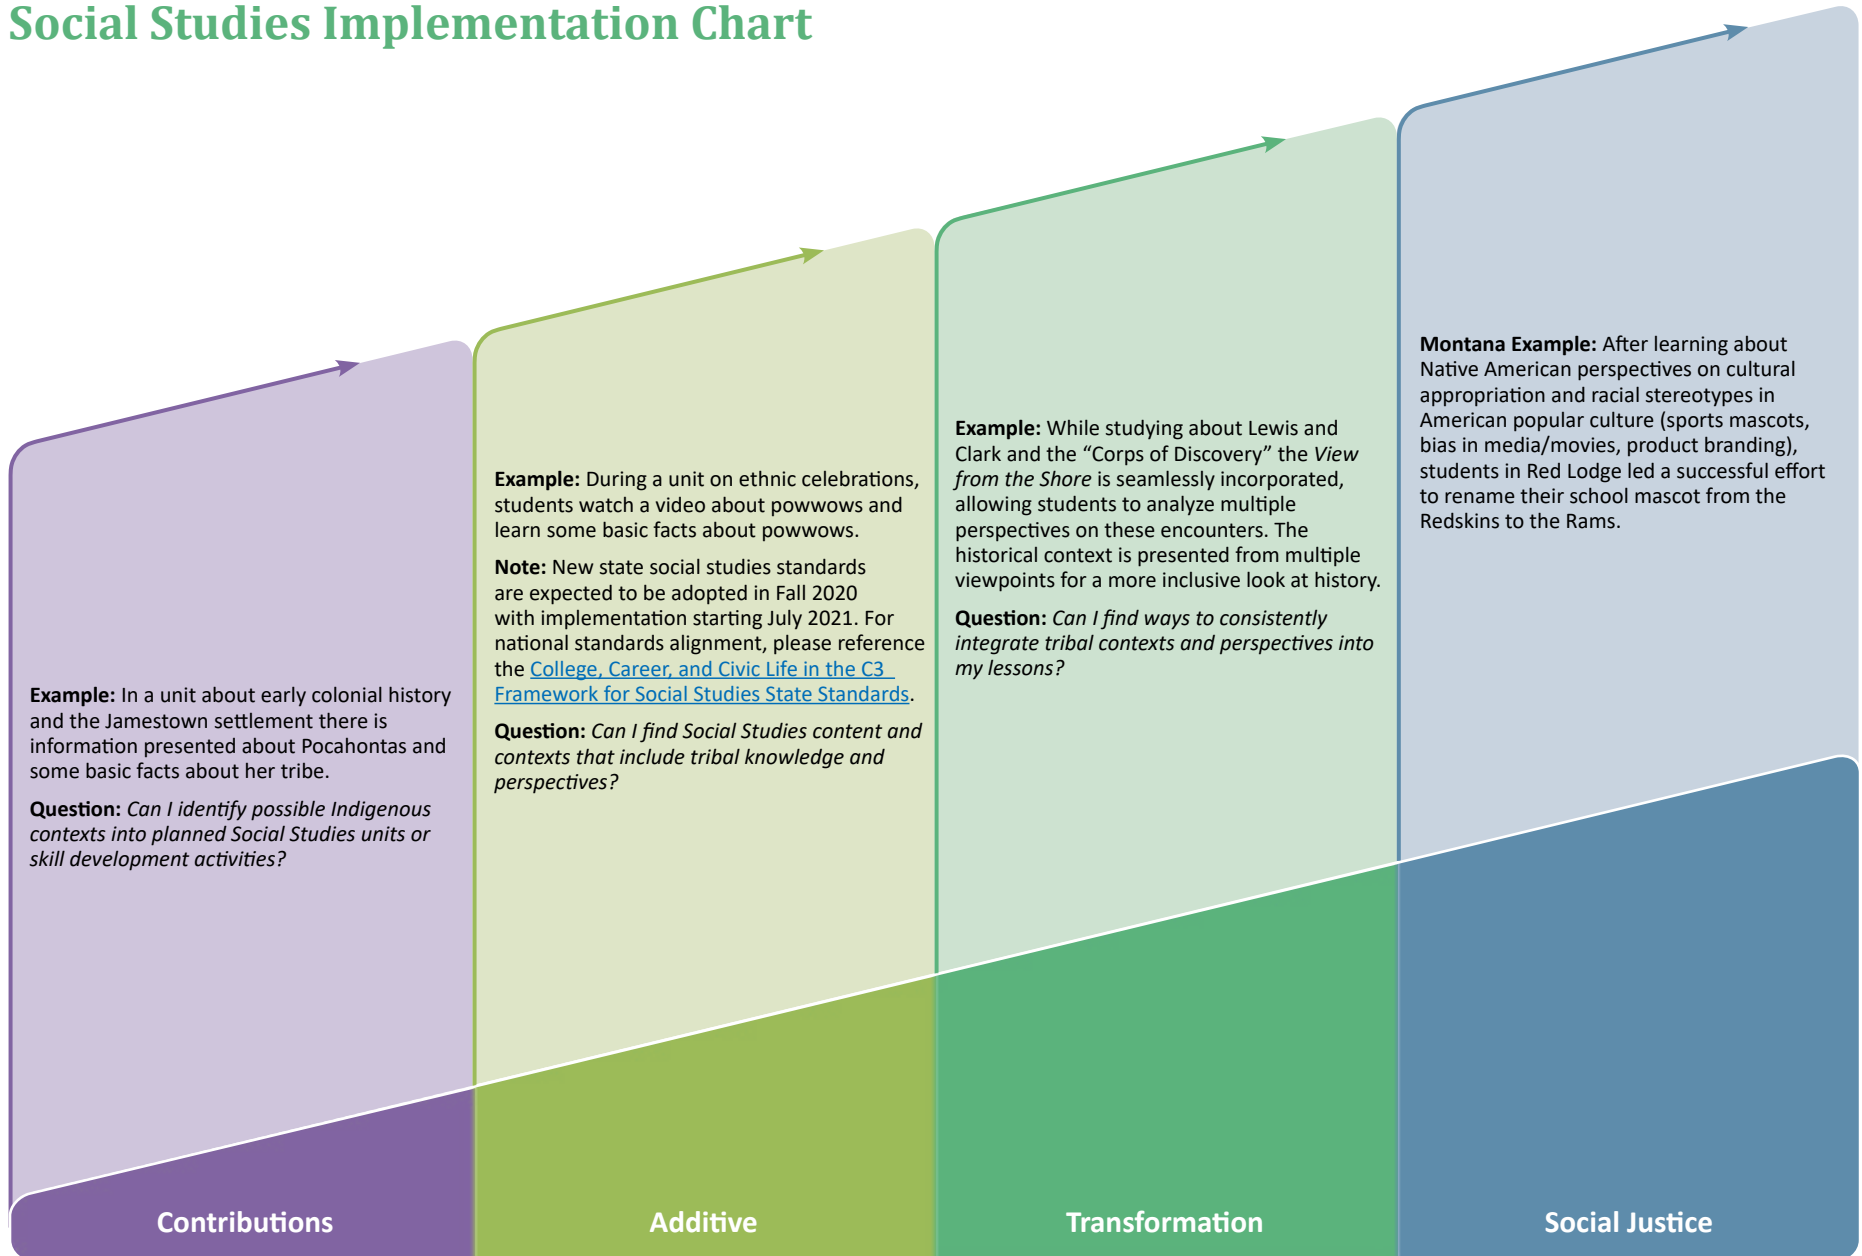 Social Studies Implementation Chart
Example: In a unit about early colonial history
and the Jamestown settlement there is
information presented about Pocahontas and
some basic facts about her tribe.
Question: Can I identify possible Indigenous
contexts into planned Social Studies units or
skill development activities?
Contributions
Example: During a unit on ethnic celebrations,
students watch a video about powwows and
learn some basic facts about powwows.
Note: New state social studies standards
are expected to be adopted in Fall 2020
with implementation starting July 2021. For
national standards alignment, please reference
the College, Career, and Civic Life in the C3
Framework for Social Studies State Standards.
Question: Can I find Social Studies content and
contexts that include tribal knowledge and
perspectives?
Additive
Example: While studying about Lewis and
Clark and the “Corps of Discovery” the View
from the Shore is seamlessly incorporated,
allowing students to analyze multiple
perspectives on these encounters. The
historical context is presented from multiple
viewpoints for a more inclusive look at history.
Question: Can I find ways to consistently
integrate tribal contexts and perspectives into
my lessons?
Transformation
Montana Example: After learning about
Native American perspectives on cultural
appropriation and racial stereotypes in
American popular culture (sports mascots,
bias in media/movies, product branding),
students in Red Lodge led a successful effort
to rename their school mascot from the
Redskins to the Rams.
Social Justice